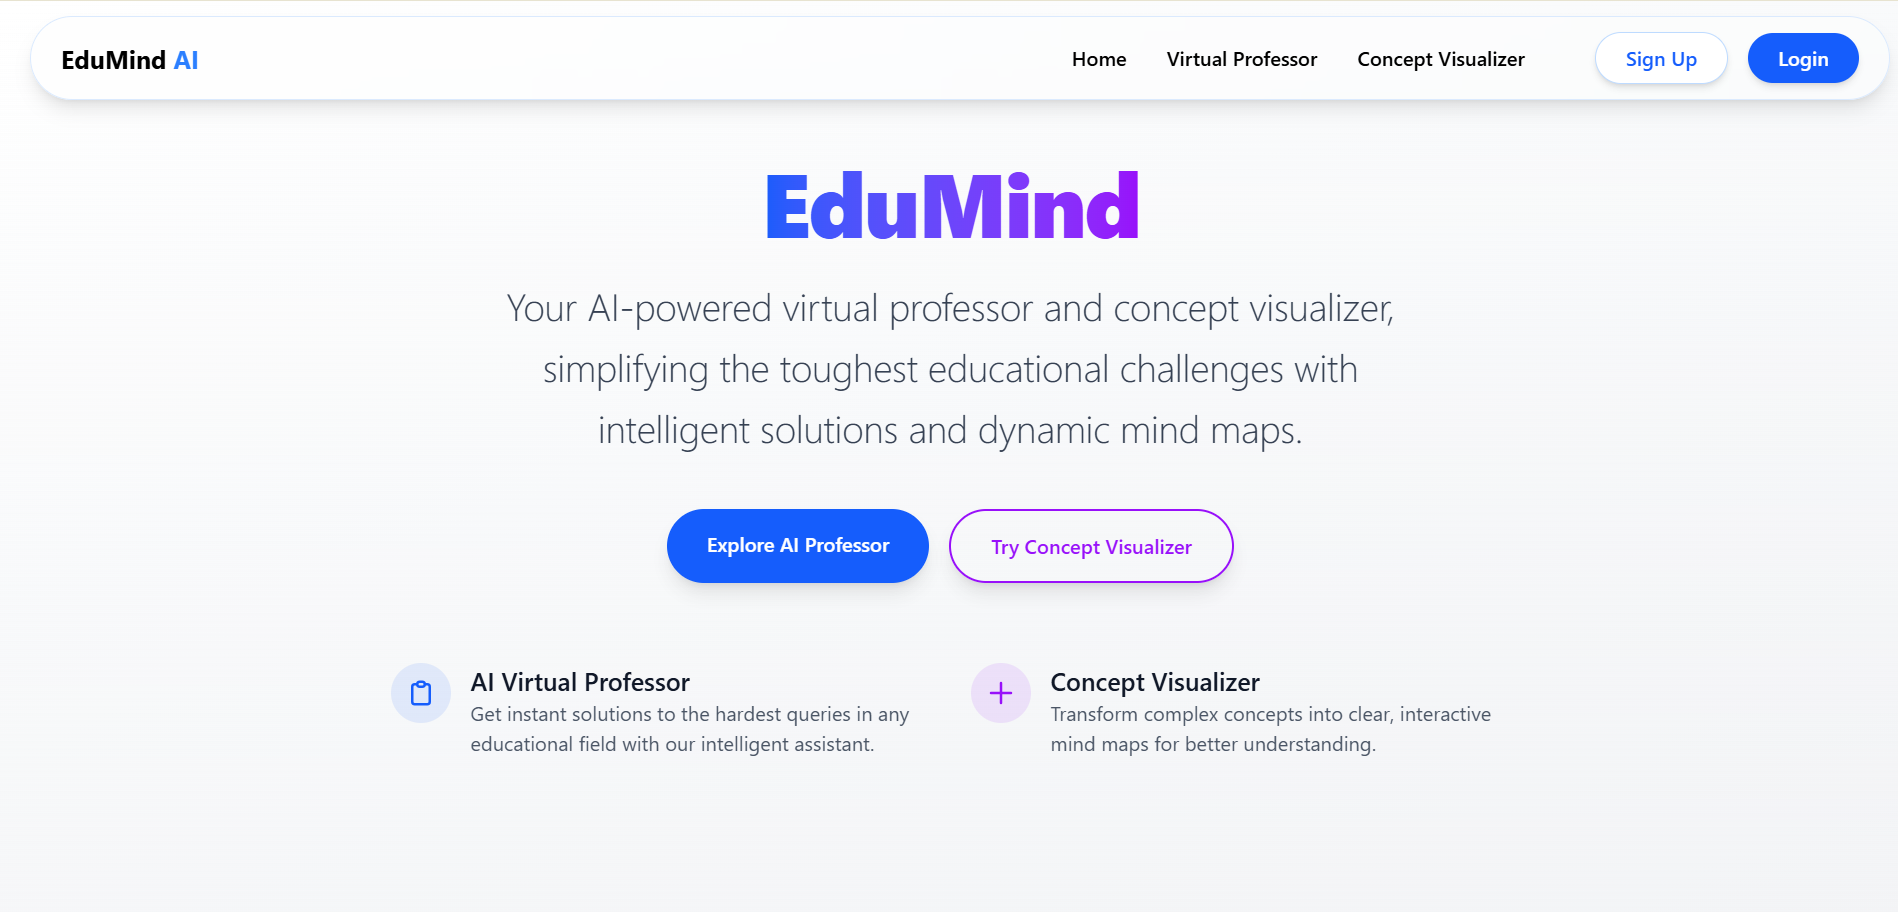 EduMind AI
Home
Virtual Professor
Concept Visualizer
Sign Up
Login
EduMind
Your AI-powered virtual professor and concept visualizer,
simplifying the toughest educational challenges with
intelligent solutions and dynamic mind maps.
Explore AI Professor
Try Concept Visualizer
AI Virtual Professor
Get instant solutions to the hardest queries in any
educational field with our intelligent assistant.
Concept Visualizer
Transform complex concepts into clear, interactive
mind maps for better understanding.